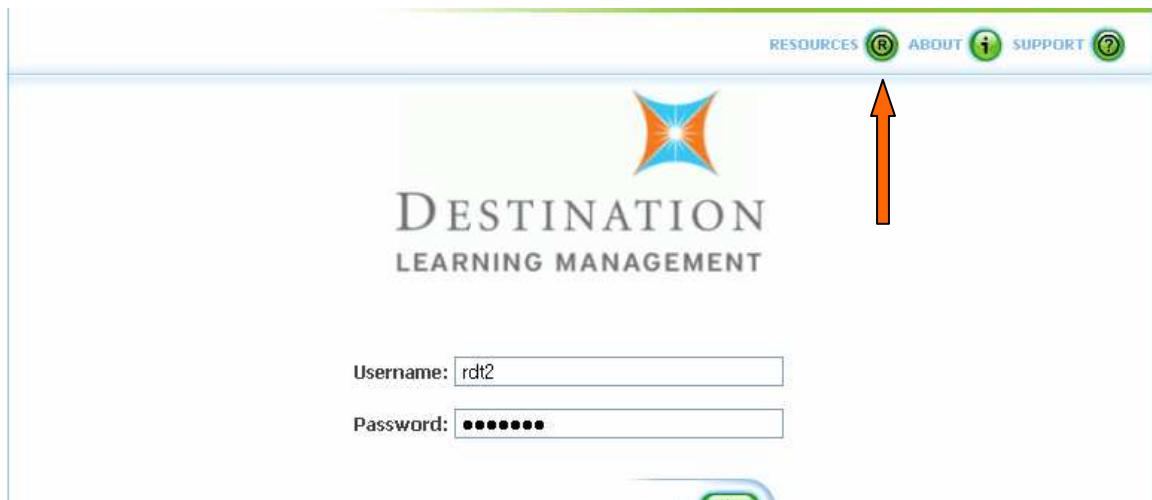 RESOURCES R ABOUT i SUPPORT ?
DESTINATION
LEARNING MANAGEMENT
Username: rdt2
Password: •••••••